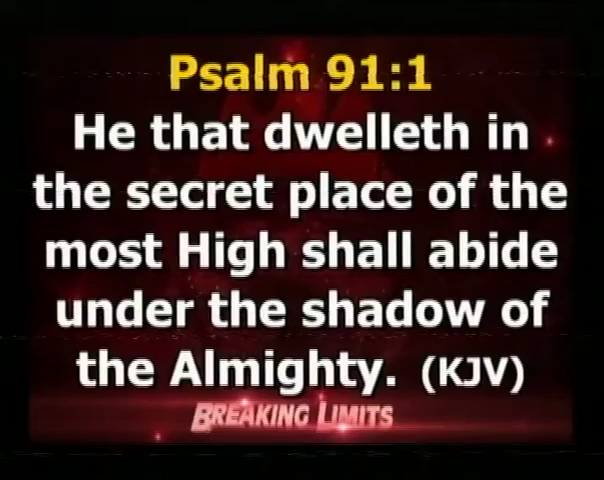 Psalm 91:1
He that dwelleth in
the secret place of the
most High shall abide
under the shadow of
the Almighty. (KJV)
BREAKING LIMITS